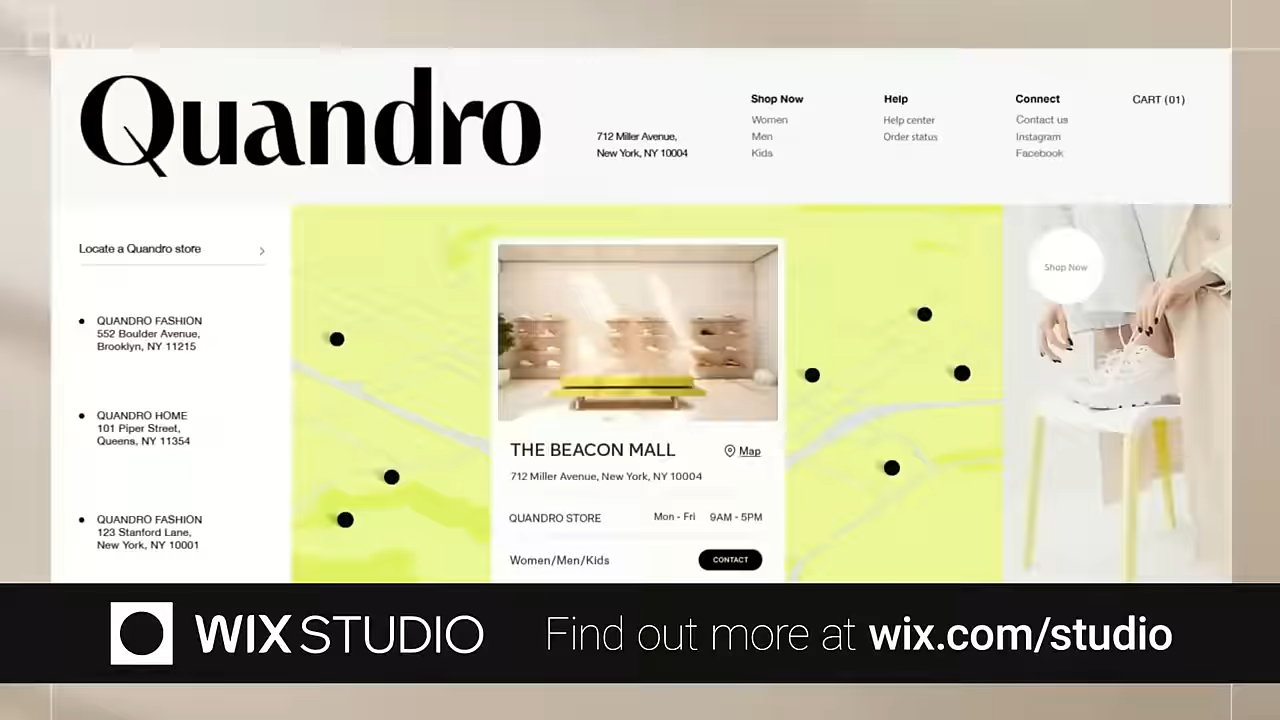 Quandro
712 Miller Avenue,
New York, NY 10004
Shop Now
Women
Men
Kids
Help
Help center
Order status
Connect
Contact us
Instagram
Facebook
CART (01)
Locate a Quandro store
QUANDRO FASHION
552 Boulder Avenue,
Brooklyn, NY 11215
QUANDRO HOME
101 Piper Street,
Queens, NY 11354
QUANDRO FASHION
123 Stanford Lane,
New York, NY 10001
THE BEACON MALL
Map
712 Miller Avenue, New York, NY 10004
QUANDRO STORE Mon - Fri 9AM - 5PM
Women/Men/Kids
CONTACT
Shop Now
WIX STUDIO
Find out more at wix.com/studio